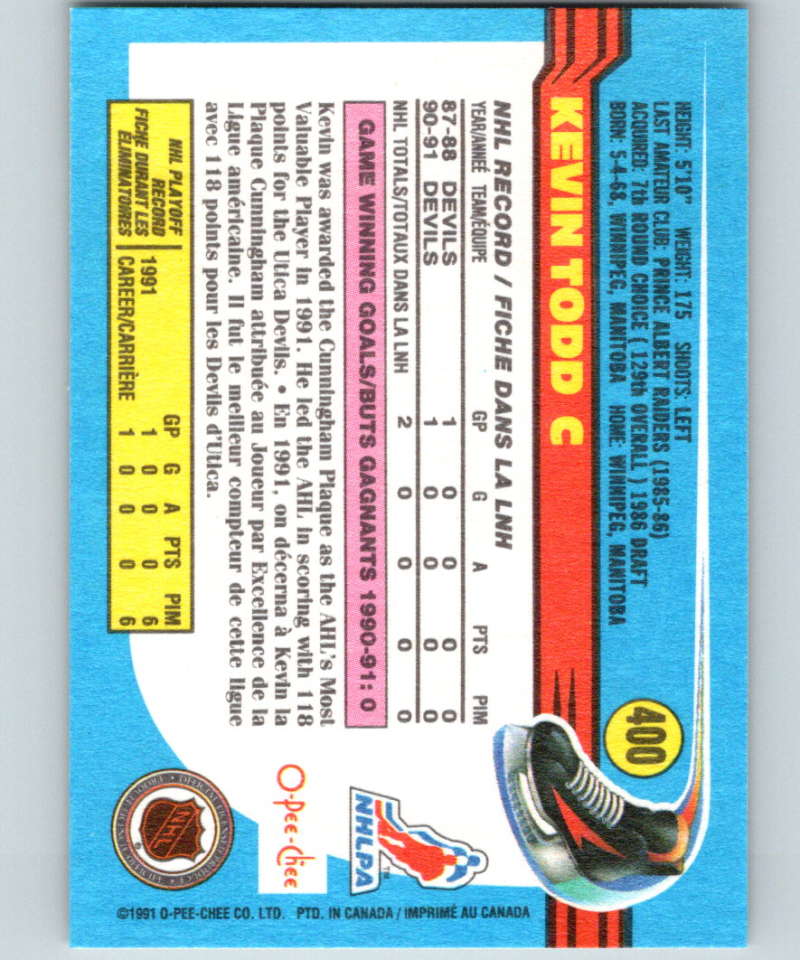 HEIGHT: 5'10" WEIGHT: 175 SHOOTS: LEFT
LAST AMATEUR CLUB: PRINCE ALBERT RAIDERS (1985-86)
ACQUIRED: 7th ROUND CHOICE ( 129th OVERALL ) 1986 DRAFT
BORN: 5-4-68, WINNIPEG, MANITOBA HOME: WINNIPEG, MANITOBA
400
KEVIN TODD C
NHL RECORD / FICHE DANS LA LNH
YEAR/ANNÉE TEAM/ÉQUIPE GP G A PTS PIM
87-88 DEVILS 1 0 0 0 0
90-91 DEVILS 1 0 0 0 0
NHL TOTALS/TOTAUX DANS LA LNH 2 0 0 0 0
GAME WINNING GOALS/BUTS GAGNANTS 1990-91: 0
Kevin was awarded the Cunningham Plaque as the AHL's Most
Valuable Player in 1991. He led the AHL in scoring with 118
points for the Utica Devils. • En 1991, on décerna à Kevin la
Plaque Cunningham attribuée au Joueur par Excellence de la
Ligue américaine. Il fut le meilleur compteur de cette ligue
avec 118 points pour les Devils d'Utica.
NHL PLAYOFF
RECORD
FICHE DURANT LES
ÉLIMINATOIRES
GP G A PTS PIM
1991 1 0 0 0 6
CAREER/CARRIÈRE 1 0 0 0 6
NHLPA
TM
O-Pee-Chee
NHL
©1991 O-PEE-CHEE CO. LTD. PTD. IN CANADA / IMPRIMÉ AU CANADA